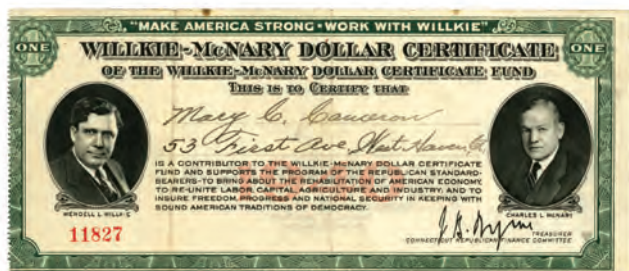 "MAKE AMERICA STRONG · WORK WITH WILLKIE"
ONE ONE
WILLKIE-McNARY DOLLAR CERTIFICATE
OF THE WILLKIE-McNARY DOLLAR CERTIFICATE FUND
THIS IS TO CERTIFY THAT
Mary C. Cameron
53 First Ave, West Haven, Ct
IS A CONTRIBUTOR TO THE WILLKIE-McNARY DOLLAR CERTIFICATE
FUND AND SUPPORTS THE PROGRAM OF THE REPUBLICAN STANDARD-
BEARERS-TO BRING ABOUT THE REHABILITATION OF AMERICAN ECONOMY,
TO RE-UNITE LABOR, CAPITAL, AGRICULTURE AND INDUSTRY, AND TO
INSURE FREEDOM, PROGRESS AND NATIONAL SECURITY IN KEEPING WITH
SOUND AMERICAN TRADITIONS OF DEMOCRACY.
WENDELL L. WILLKIE
CHARLES L. McNARY
11827
TREASURER
CONNECTICUT REPUBLICAN FINANCE COMMITTEE